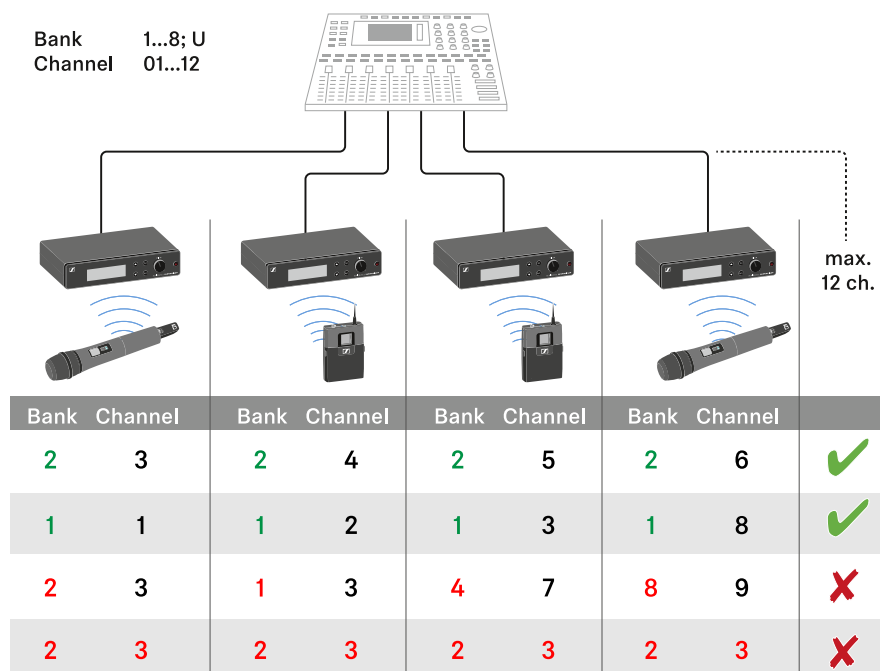 Bank 1...8; U
Channel 01...12
max.
12 ch.
Bank Channel Bank Channel Bank Channel Bank Channel
2 3 2 4 2 5 2 6
1 1 1 2 1 3 1 8
2 3 1 3 4 7 8 9
2 3 2 3 2 3 2 3